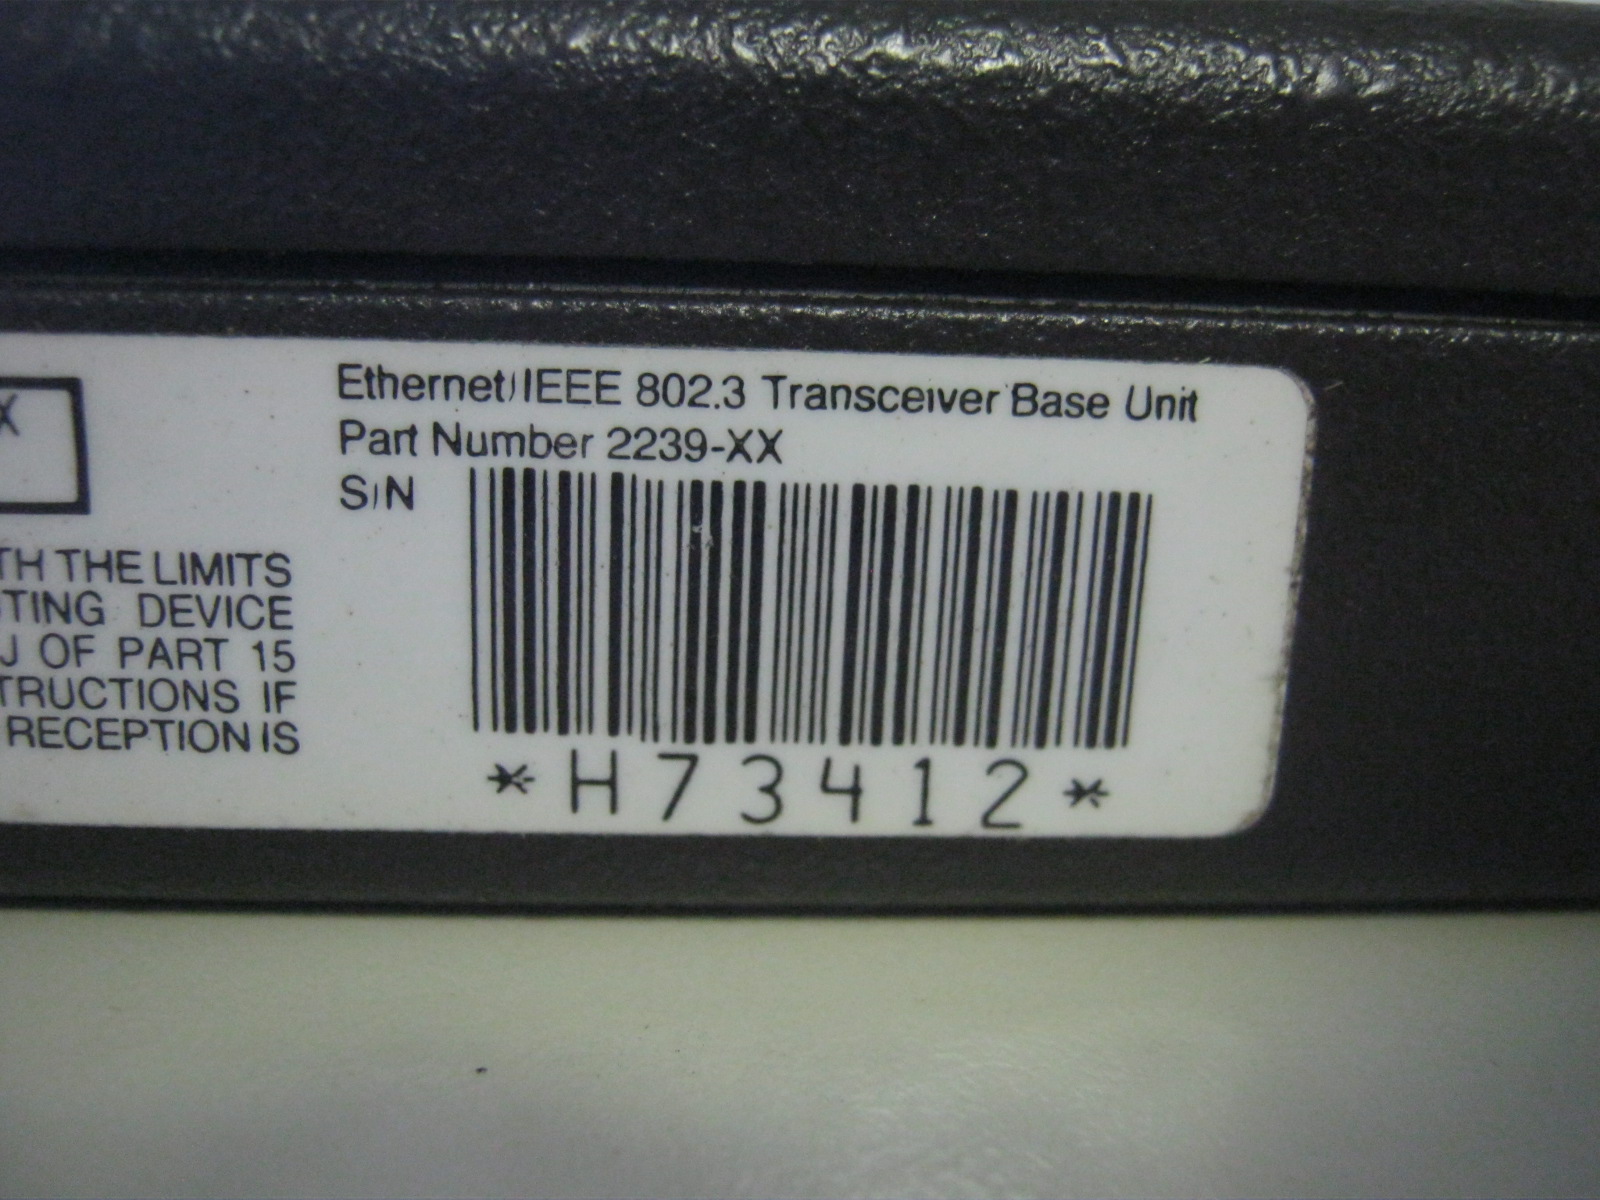 X
TH THE LIMITS
TING DEVICE
J OF PART 15
TRUCTIONS IF
RECEPTION IS
Ethernet/IEEE 802.3 Transceiver Base Unit
Part Number 2239-XX
S/N
*H73412*